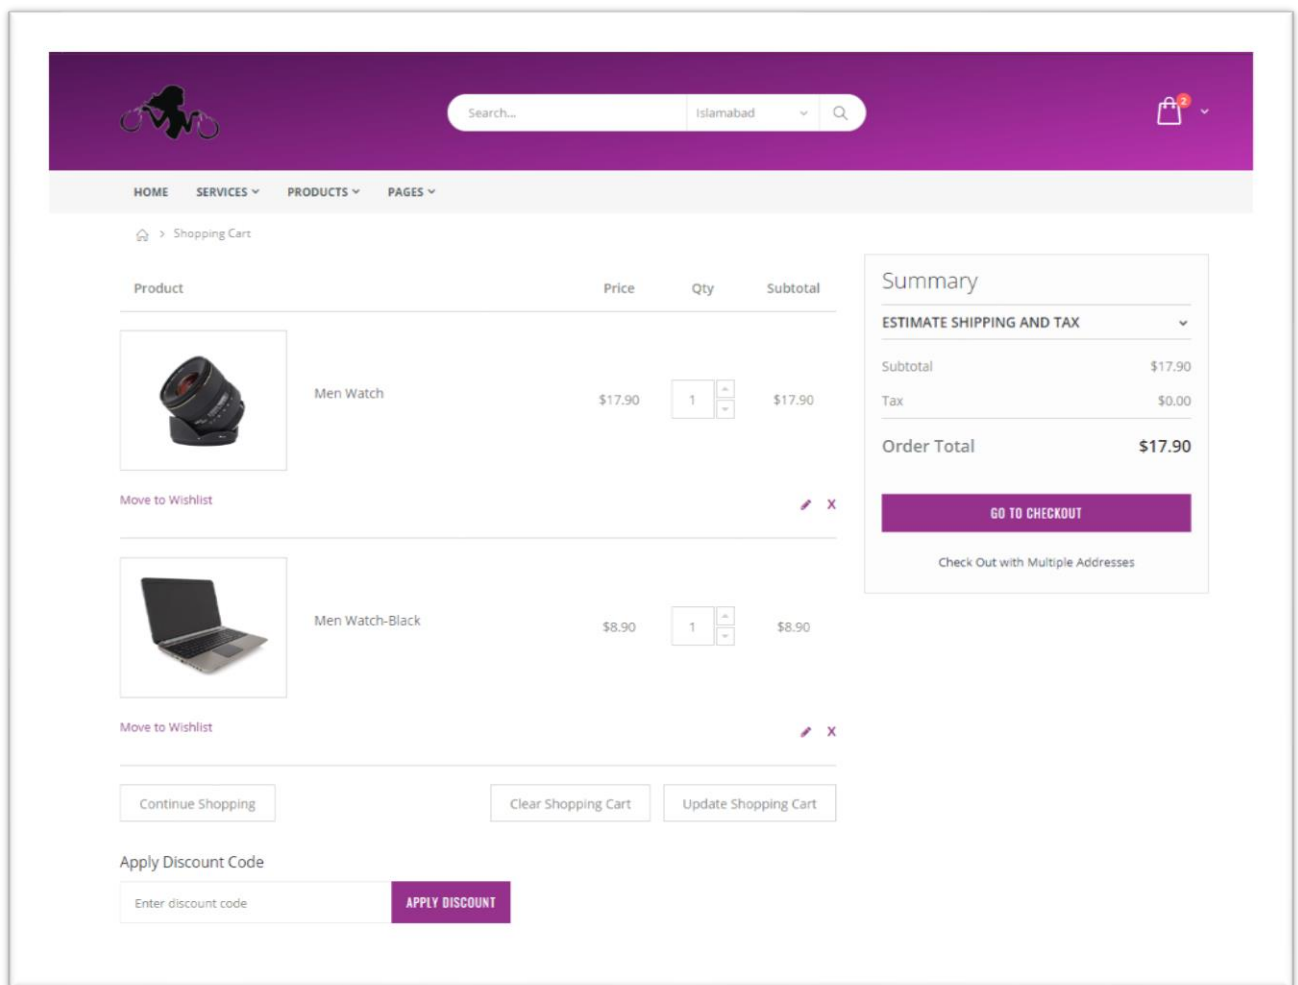 Search... Islamabad
2
HOME SERVICES PRODUCTS PAGES
> Shopping Cart
Product Price Qty Subtotal
Men Watch $17.90 1 $17.90
Move to Wishlist X
Men Watch-Black $8.90 1 $8.90
Move to Wishlist X
Continue Shopping Clear Shopping Cart Update Shopping Cart
Apply Discount Code
Enter discount code APPLY DISCOUNT
Summary
ESTIMATE SHIPPING AND TAX
Subtotal $17.90
Tax $0.00
Order Total $17.90
GO TO CHECKOUT
Check Out with Multiple Addresses